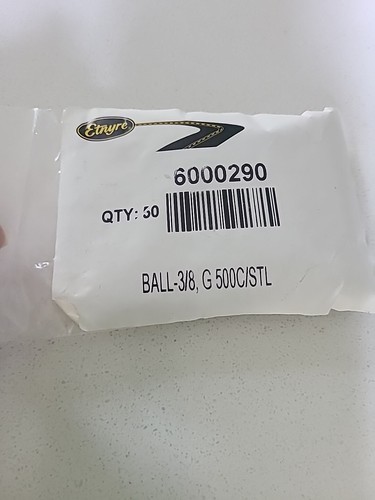 Etnyre
6000290
QTY: 50
BALL-3/8, G 500C/STL